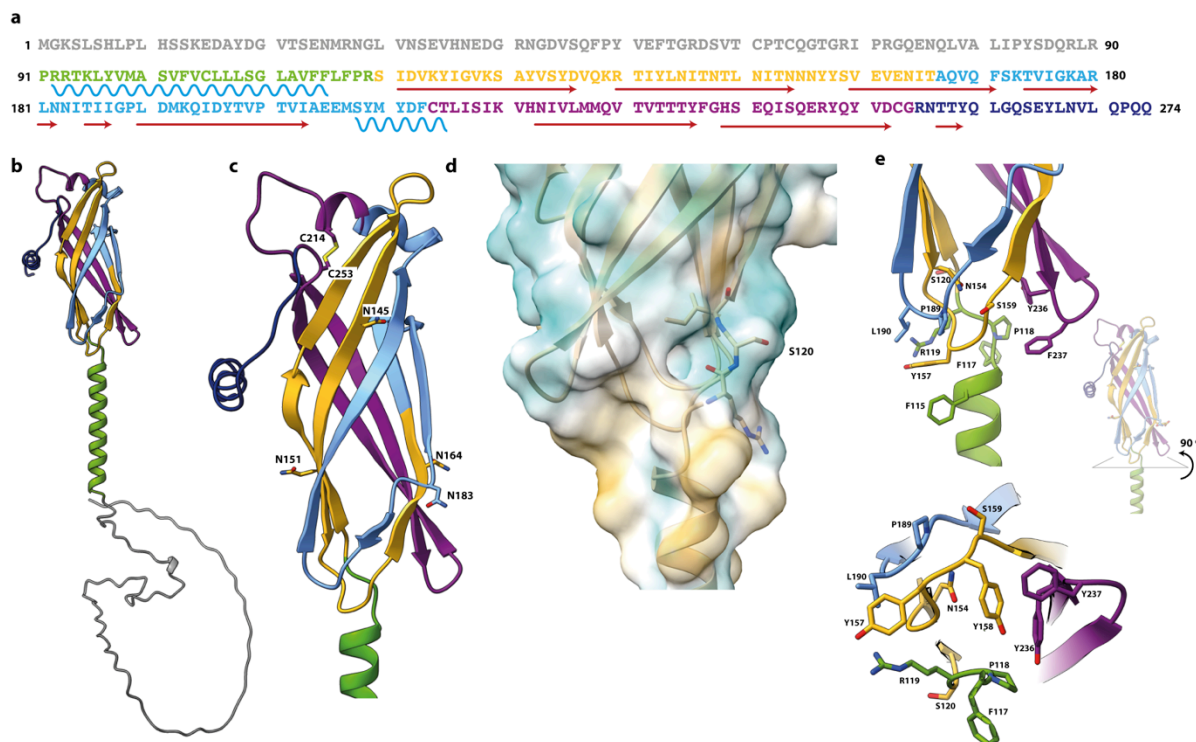 a
1 MGKSLSHLPL HSSKEDAYDG VTSENMRNGL VNSEVHNEDG RNGDVSQFPY VEFTGRDSVT CPTCQGTGRI PRGQENQLVA LIPYSDQRLR 90
91 PRRTKLYVMA SVFVCLLLSG LAVFFLFPRS IDVKYIGVKS AYVSYDVQKR TIYLNITNTL NITNNNYYSV EVENITAQVQ FSKTVIGKAR 180
181 LNNITIIGPL DMKQIDYTVP TVIAEEMSYM YDFCTLISIK VHNIVLMMQV TVTTTYFGHS EQISQERYQY VDCGRNTTYQ LGQSEYLNVL QPQQ 274
b
c
C214
C253
N145
N151
N164
N183
d
S120
e
S120
N154
P189
S159
Y236
L190
P118
R119
F117
F237
Y157
F115
90 °
S159
P189
L190
Y237
N154
Y157
Y158
Y236
P118
R119
S120
F117